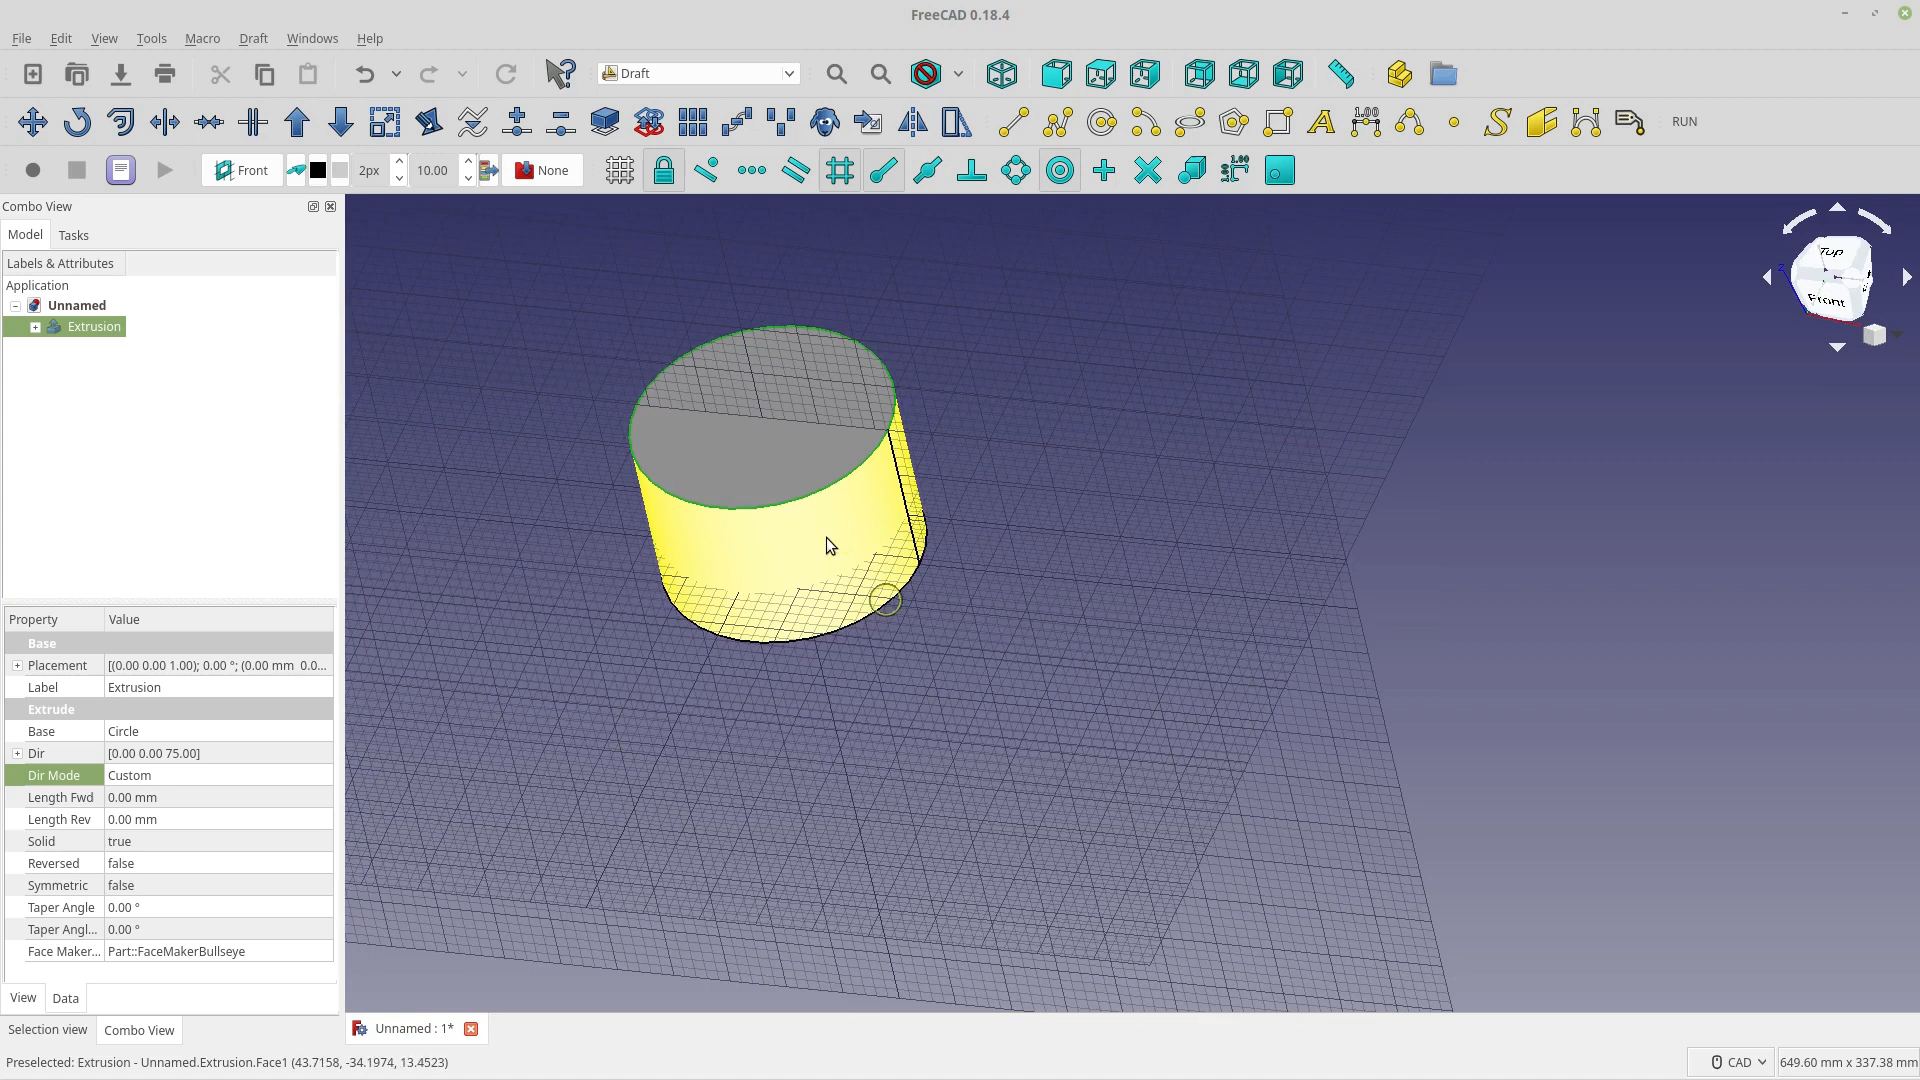 FreeCAD 0.18.4
File Edit View Tools Macro Draft Windows Help
Draft
1.00
RUN
Front 2px 10.00 None 1.00
Combo View
Model Tasks
Labels & Attributes
Application
Unnamed
Extrusion
Property Value
Base
Placement [(0.00 0.00 1.00); 0.00 °; (0.00 mm 0.0...
Label Extrusion
Extrude
Base Circle
Dir [0.00 0.00 75.00]
Dir Mode Custom
Length Fwd 0.00 mm
Length Rev 0.00 mm
Solid true
Reversed false
Symmetric false
Taper Angle 0.00 °
Taper Angl... 0.00 °
Face Maker... Part::FaceMakerBullseye
View Data
Selection view Combo View
Top
Front
Z
Unnamed : 1*
Preselected: Extrusion - Unnamed.Extrusion.Face1 (43.7158, -34.1974, 13.4523)
CAD 649.60 mm x 337.38 mm